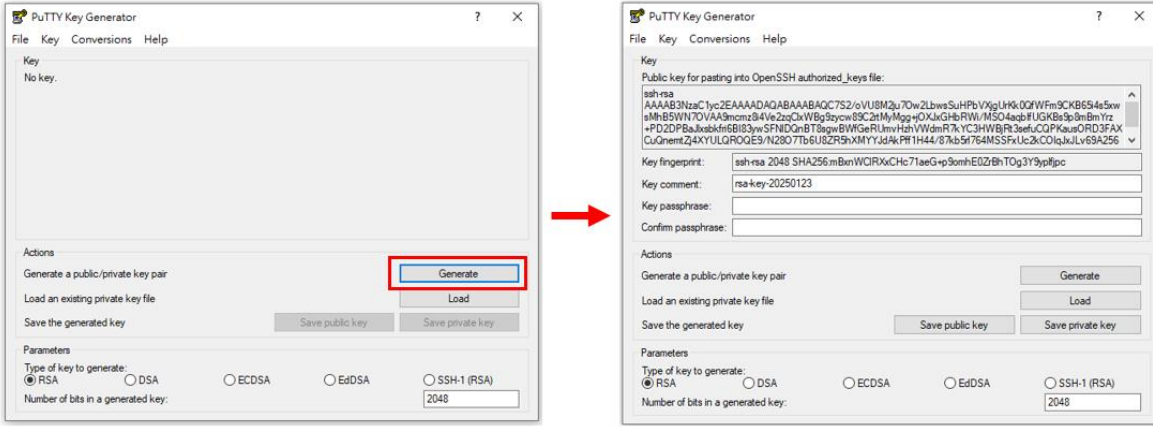 PuTTY Key Generator
File Key Conversions Help
Key
No key.
Actions
Generate a public/private key pair
Generate
Load an existing private key file
Load
Save the generated key
Save public key
Save private key
Parameters
Type of key to generate:
RSA DSA ECDSA EdDSA SSH-1 (RSA)
Number of bits in a generated key:
2048
PuTTY Key Generator
File Key Conversions Help
Key
Public key for pasting into OpenSSH authorized_keys file:
ssh-rsa
Key fingerprint:
ssh-rsa 2048
Key comment:
rsa-key-20250123
Key passphrase:
Confirm passphrase:
Actions
Generate a public/private key pair
Generate
Load an existing private key file
Load
Save the generated key
Save public key
Save private key
Parameters
Type of key to generate:
RSA DSA ECDSA EdDSA SSH-1 (RSA)
Number of bits in a generated key:
2048